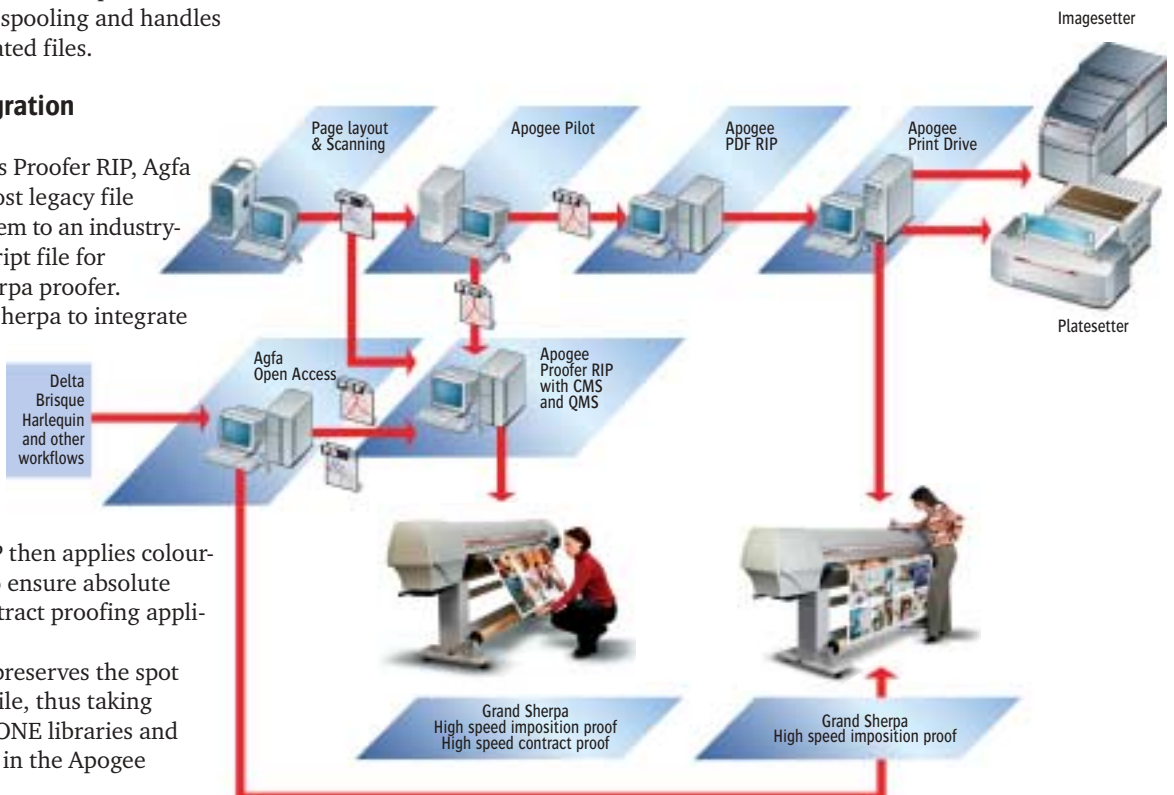 spooling and handles
ated files.
gration
s Proofer RIP, Agfa
ost legacy file
em to an industry-
ript file for
erpa proofer.
herpa to integrate
P then applies colour-
o ensure absolute
tract proofing appli-
preserves the spot
ile, thus taking
ONE libraries and
in the Apogee
Imagesetter
Page layout
& Scanning
Apogee Pilot
Apogee
PDF RIP
Apogee
Print Drive
Platesetter
Delta
Brisque
Harlequin
and other
workflows
Agfa
Open Access
Apogee
Proofer RIP
with CMS
and QMS
Grand Sherpa
High speed imposition proof
High speed contract proof
Grand Sherpa
High speed imposition proof